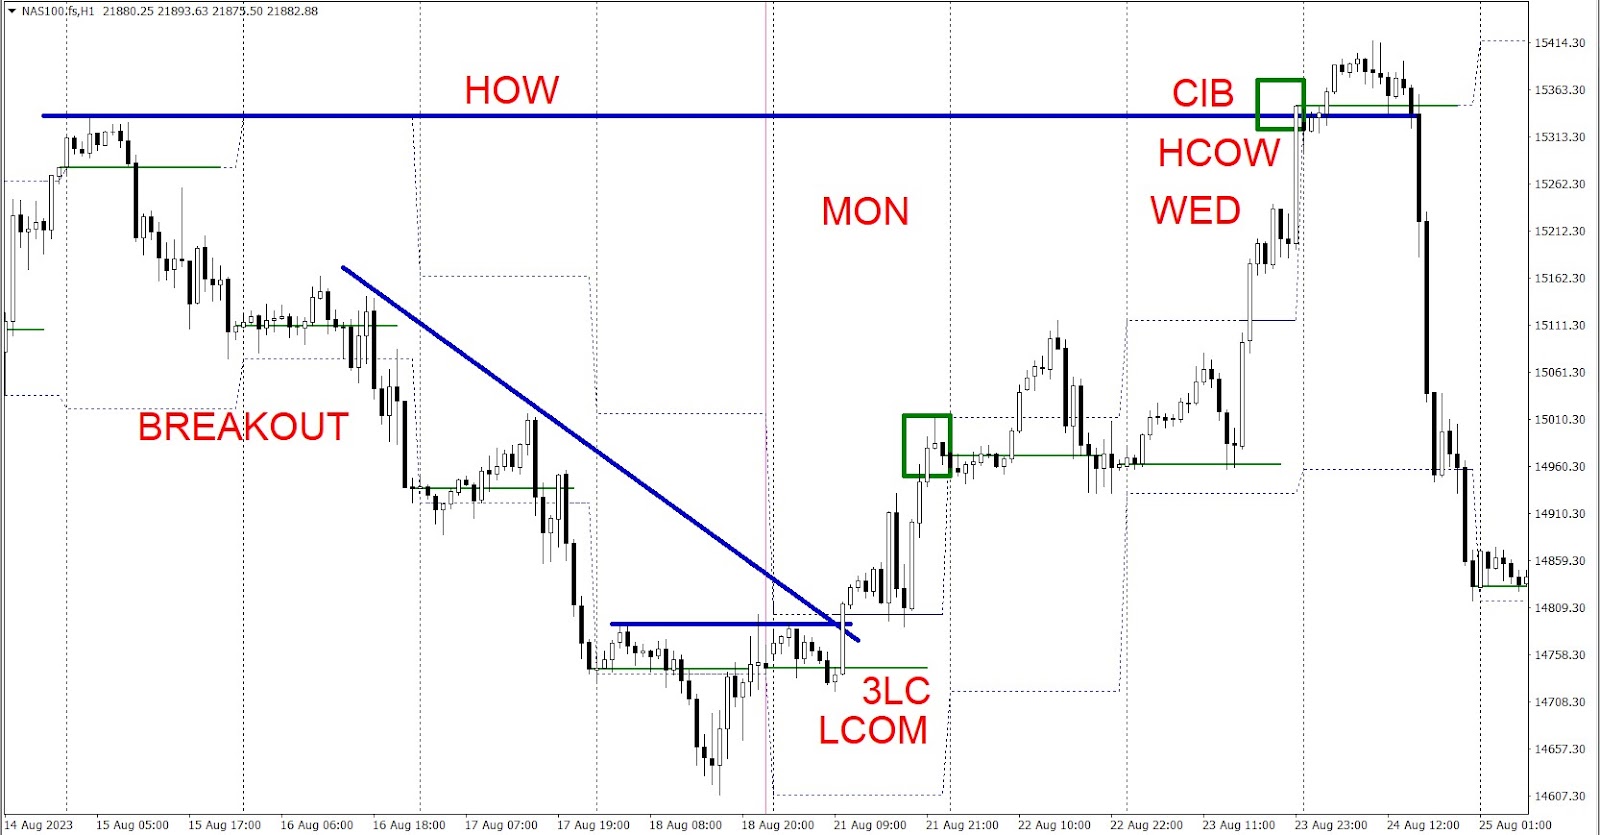 NAS100.fs,H1 21880.25 21893.63 21875.50 21882.88
HOW
CIB
HCOW
MON
WED
BREAKOUT
3LC
LCOM
15414.30
15363.30
15313.30
15262.30
15212.30
15162.30
15111.30
15061.30
15010.30
14960.30
14910.30
14859.30
14809.30
14758.30
14708.30
14657.30
14607.30
14 Aug 2023 15 Aug 05:00 15 Aug 17:00 16 Aug 06:00 16 Aug 18:00 17 Aug 07:00 17 Aug 19:00 18 Aug 08:00 18 Aug 20:00 21 Aug 09:00 21 Aug 21:00 22 Aug 10:00 22 Aug 22:00 23 Aug 11:00 23 Aug 23:00 24 Aug 12:00 25 Aug 01:00